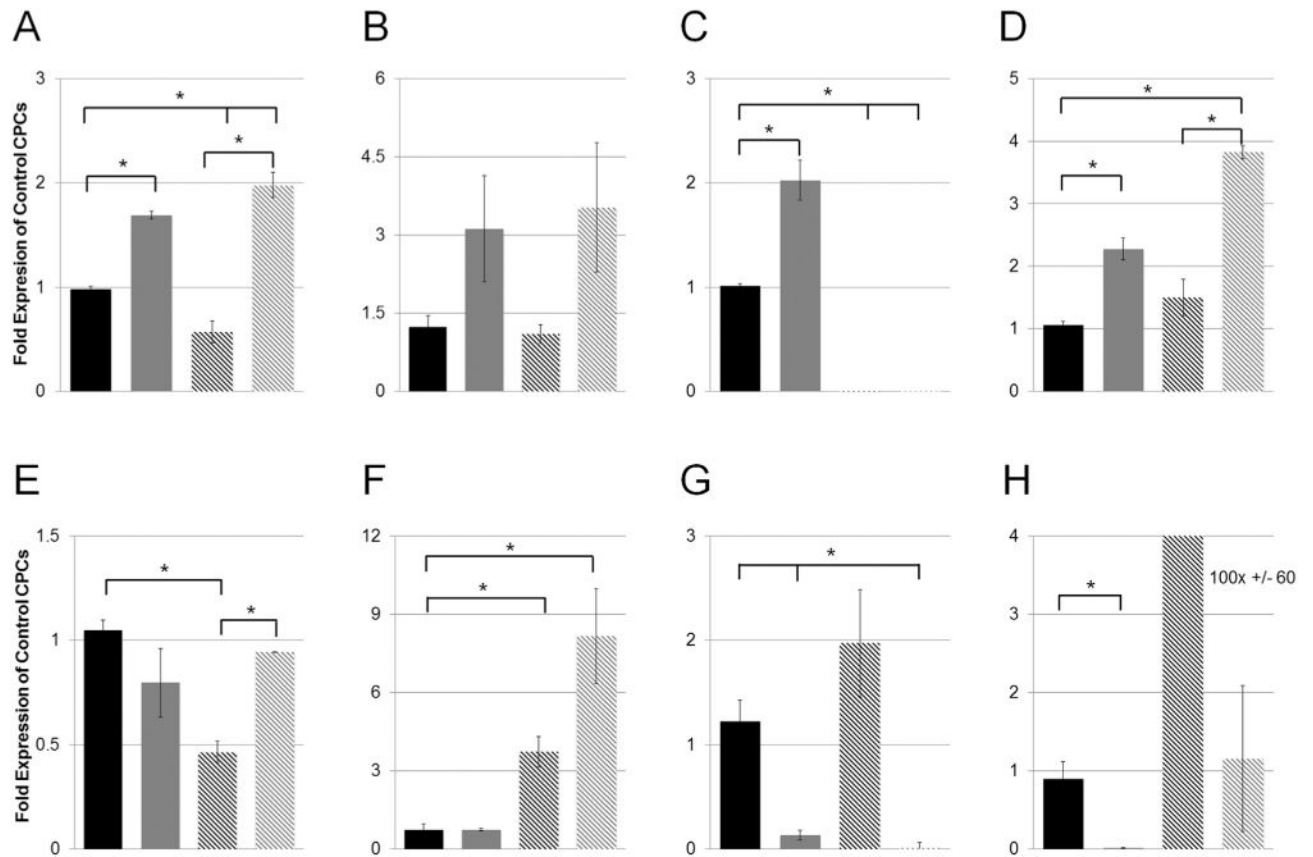 A B C D
Fold Expression of Control CPCs
3 6 3 5
* * * *
4 *
2 4.5 2 *
* * * 3
3
2
1 1.5 1 1
0 0 0 0
E F G H
Fold Expression of Control CPCs
1.5 12 3 4
* * *
* 9 2 3 100x +/- 60
1 * *
6 2
0.5 3 1 1
0 0 0 0